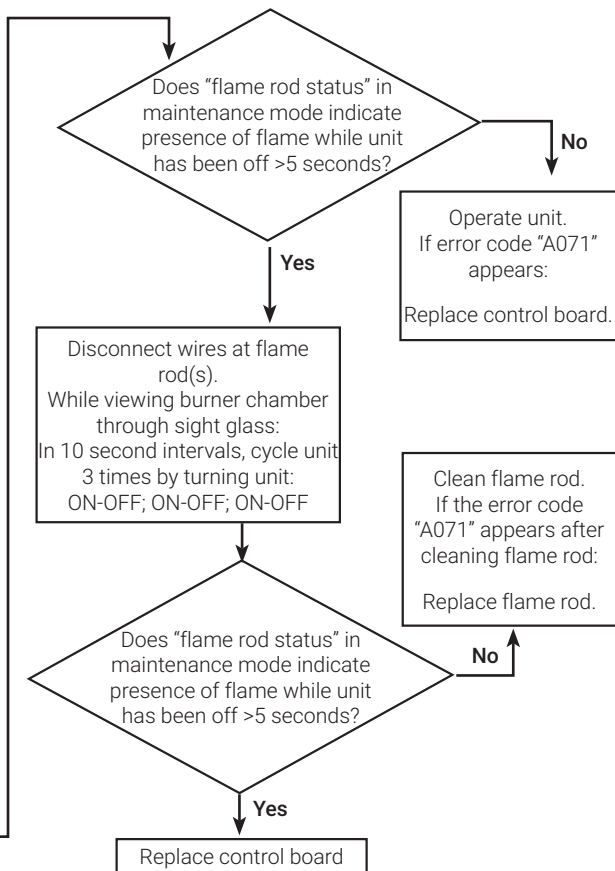 Does “flame rod status” in
maintenance mode indicate
presence of flame while unit
has been off >5 seconds?
No
Operate unit.
If error code “A071”
appears:
Replace control board.
Yes
Disconnect wires at flame
rod(s).
While viewing burner chamber
through sight glass:
In 10 second intervals, cycle unit
3 times by turning unit:
ON-OFF; ON-OFF; ON-OFF
Clean flame rod.
If the error code
“A071” appears after
cleaning flame rod:
Replace flame rod.
Does “flame rod status” in
maintenance mode indicate
presence of flame while unit
has been off >5 seconds?
No
Yes
Replace control board